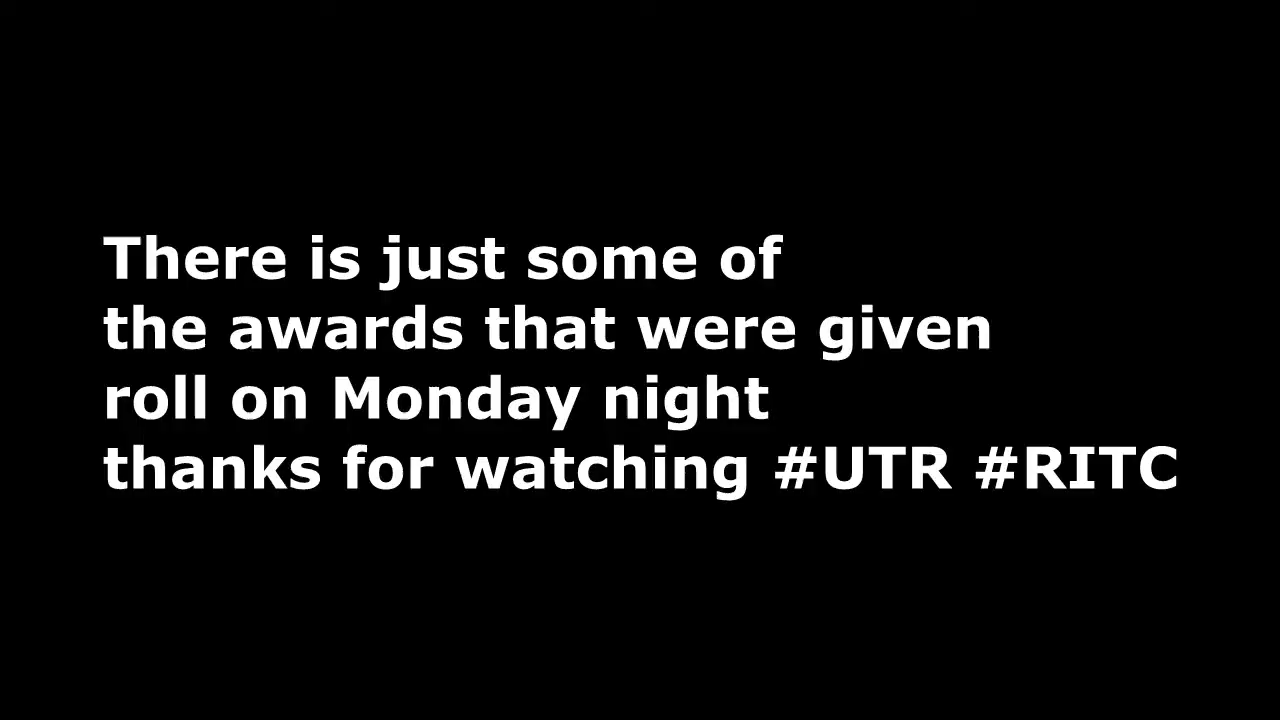 There is just some of
the awards that were given
roll on Monday night
thanks for watching #UTR #RITC